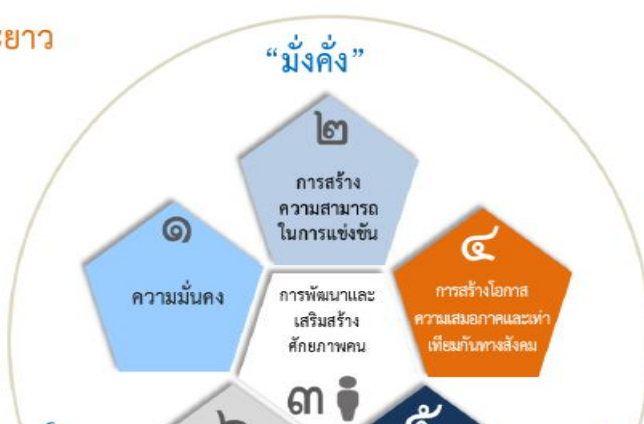 “มั่งคั่ง”
๒
การสร้าง
ความสามารถ
ในการแข่งขัน
๑
ความมั่นคง
๔
การสร้างโอกาส
ความเสมอภาคและเท่า
เทียมกันทางสังคม
การพัฒนาและ
เสริมสร้าง
ศักยภาพคน
๓